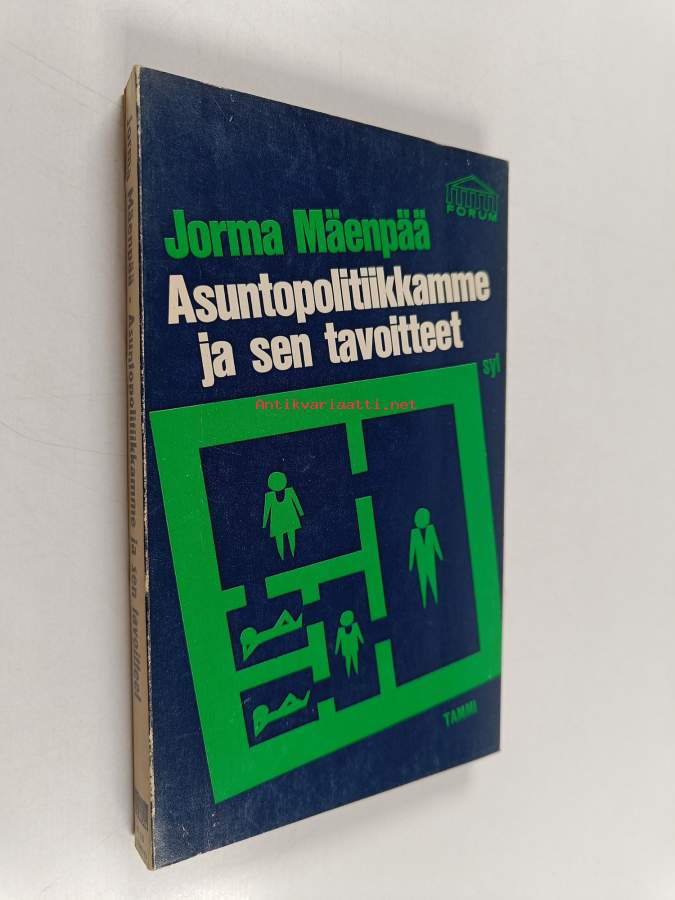 FORUM
Jorma Mäenpää
Asuntopolitiikkamme
ja sen tavoitteet
syl
Antikvariaatti.net
TAMMI
Jorma Mäenpää - Asuntopolitiikkamme ja sen tavoitteet